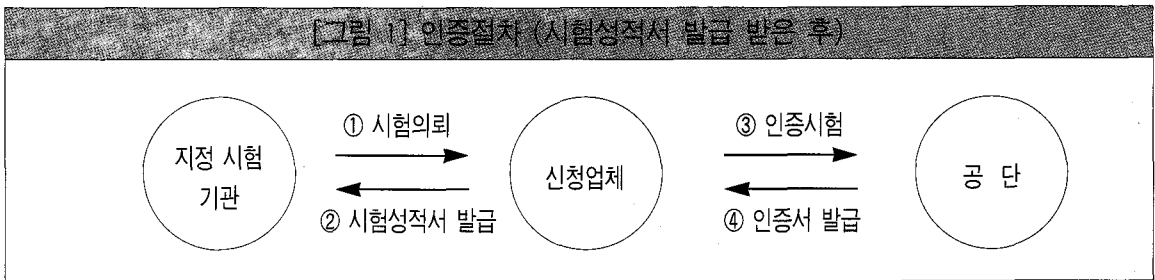 [그림 1] 인증절차 (시험성적서 발급 받은 후)
지정 시험
기관
① 시험의뢰
② 시험성적서 발급
신청업체
③ 인증시험
④ 인증서 발급
공 단